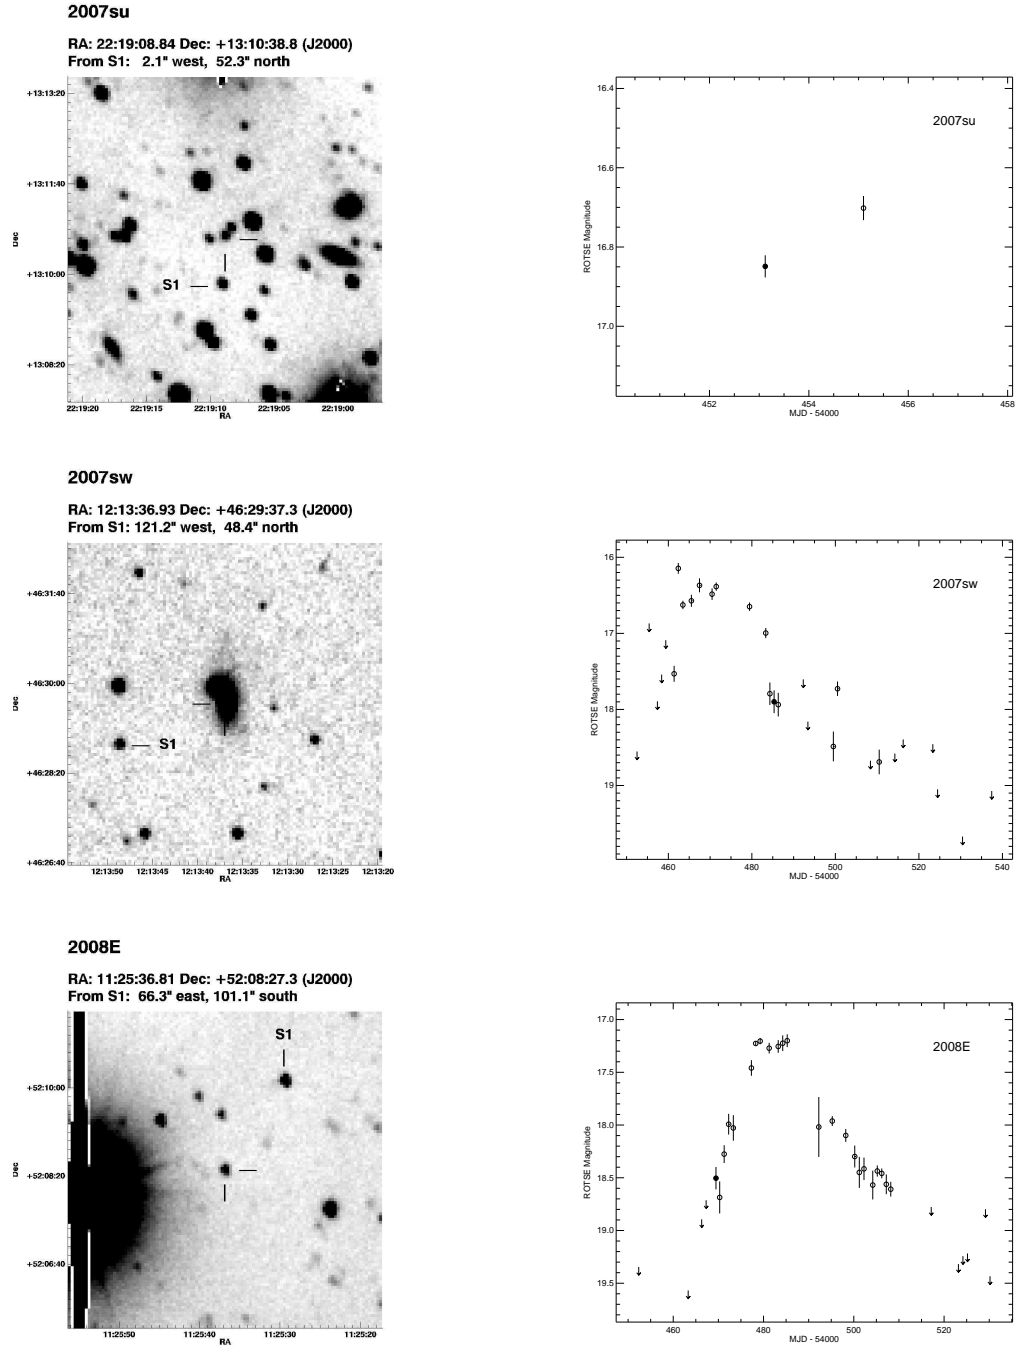 2007su
RA: 22:19:08.84 Dec: +13:10:38.8 (J2000)
From S1: 2.1" west, 52.3" north
+13:13:20
+13:11:40
Dec
+13:10:00
S1
+13:08:20
22:19:20 22:19:15 22:19:10 22:19:05 22:19:00
RA
16.4
2007su
16.6
ROTSE Magnitude
16.8
17.0
452 454 456 458
MJD - 54000
2007sw
RA: 12:13:36.93 Dec: +46:29:37.3 (J2000)
From S1: 121.2" west, 48.4" north
+46:31:40
+46:30:00
Dec
S1
+46:28:20
+46:26:40
12:13:50 12:13:45 12:13:40 12:13:35 12:13:30 12:13:25 12:13:20
RA
16
2007sw
17
ROTSE Magnitude
18
19
460 480 500 520 540
MJD - 54000
2008E
RA: 11:25:36.81 Dec: +52:08:27.3 (J2000)
From S1: 66.3" east, 101.1" south
S1
+52:10:00
Dec
+52:08:20
+52:06:40
11:25:50 11:25:40 11:25:30 11:25:20
RA
17.0
2008E
17.5
18.0
ROTSE Magnitude
18.5
19.0
19.5
460 480 500 520
MJD - 54000